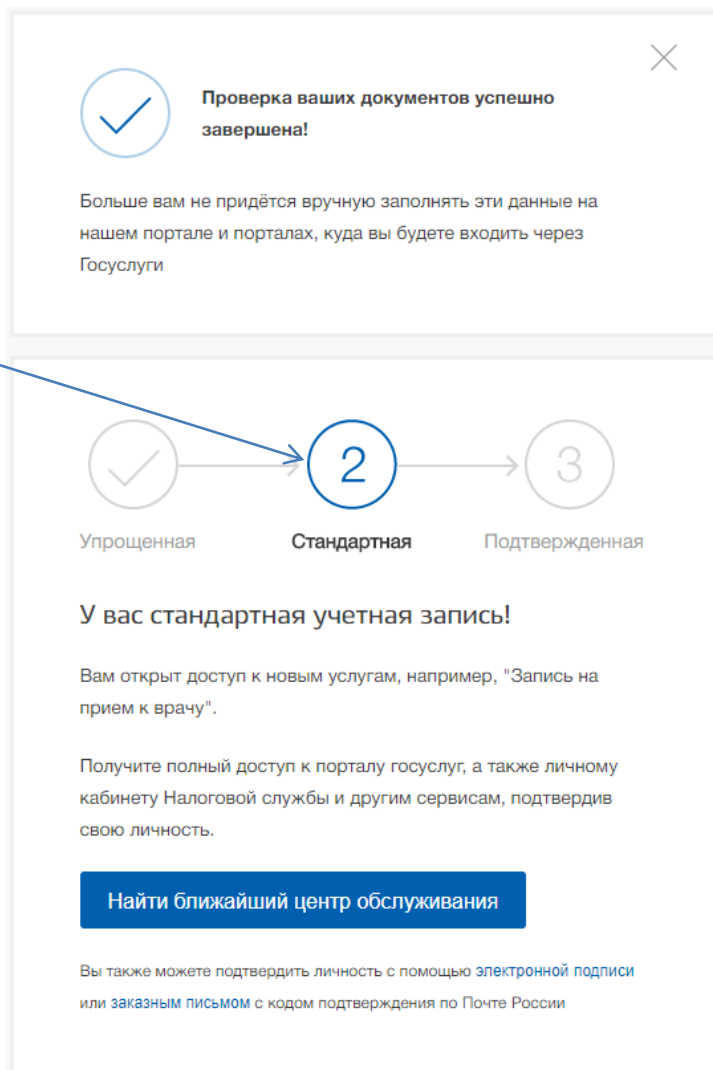 Проверка ваших документов успешно
завершена!
Больше вам не придётся вручную заполнять эти данные на
нашем портале и порталах, куда вы будете входить через
Госуслуги
2
3
Упрощенная
Стандартная
Подтвержденная
У вас стандартная учетная запись!
Вам открыт доступ к новым услугам, например, "Запись на
прием к врачу".
Получите полный доступ к порталу госуслуг, а также личному
кабинету Налоговой службы и другим сервисам, подтвердив
свою личность.
Найти ближайший центр обслуживания
Вы также можете подтвердить личность с помощью электронной подписи
или заказным письмом с кодом подтверждения по Почте России